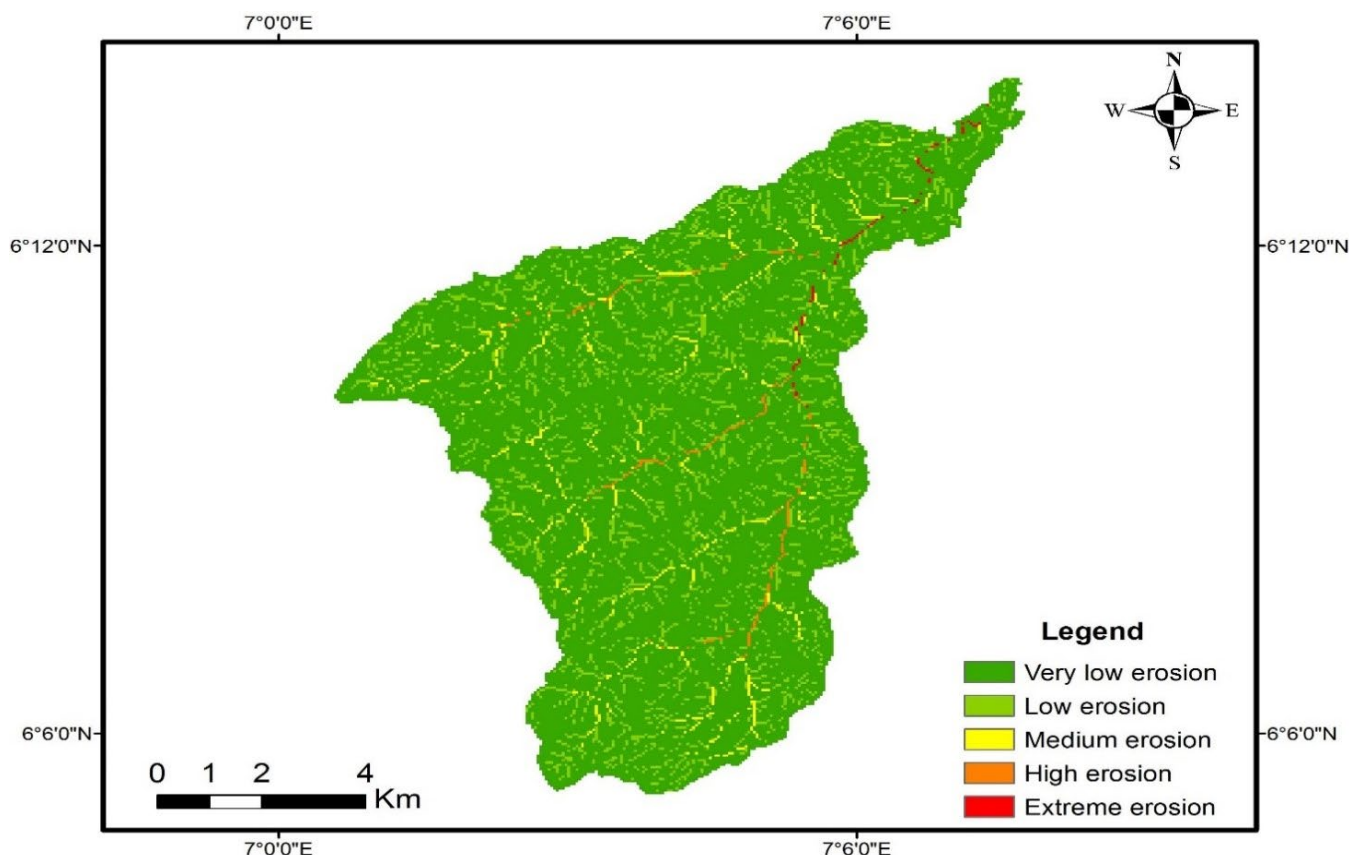 7°0'0"E 7°6'0"E
N
W E
S
6°12'0"N 6°12'0"N
Legend
Very low erosion
Low erosion
6°6'0"N 6°6'0"N
Medium erosion
High erosion
Extreme erosion
0 1 2 4
Km
7°0'0"E 7°6'0"E